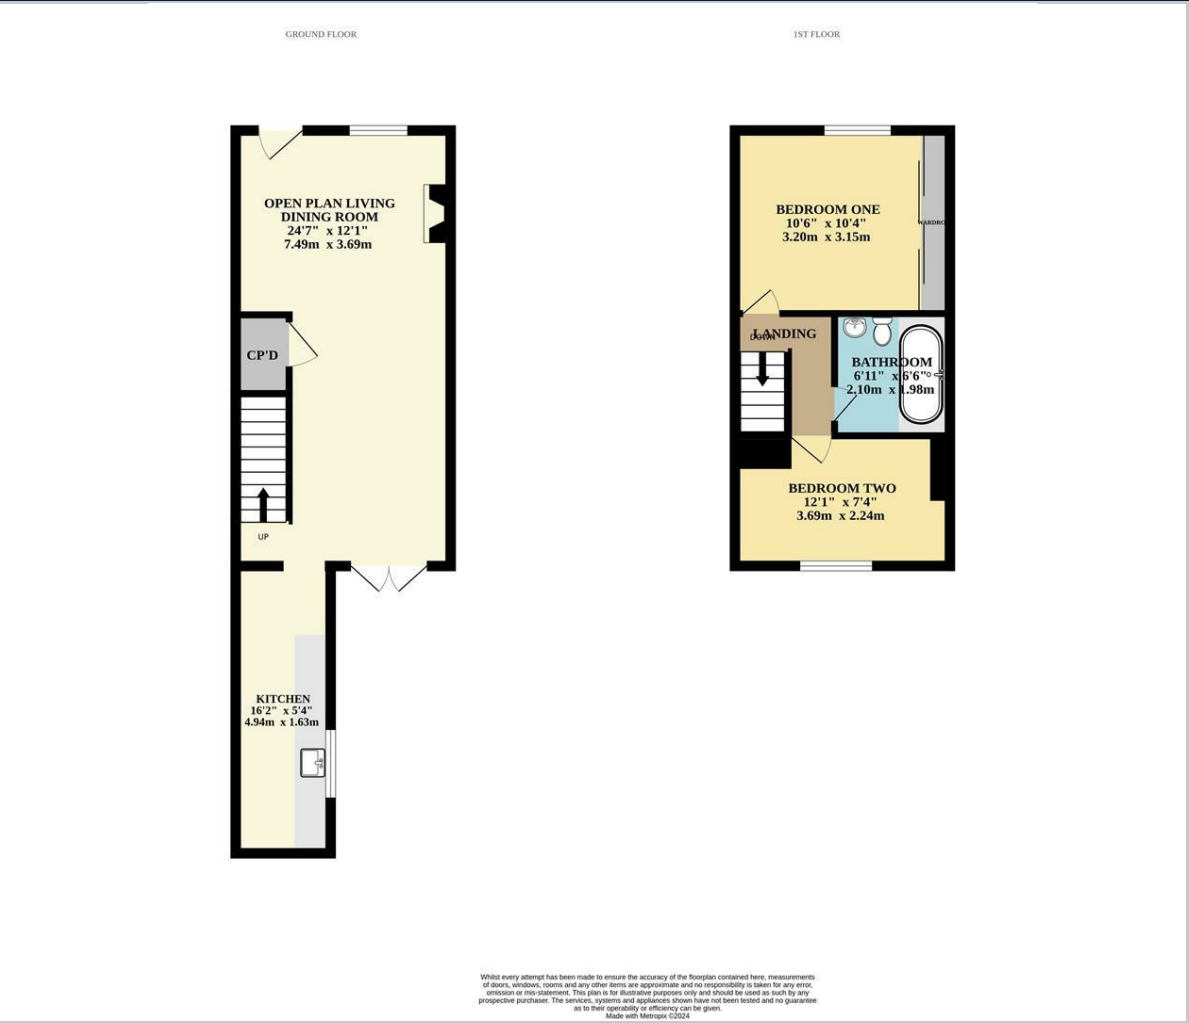 GROUND FLOOR
1ST FLOOR
OPEN PLAN LIVING
DINING ROOM
24'7" x 12'1"
7.49m x 3.69m
CP'D
UP
KITCHEN
16'2" x 5'4"
4.94m x 1.63m
BEDROOM ONE
10'6" x 10'4"
3.20m x 3.15m
WARDRO
LANDING
DOWN
BATHROOM
6'11" x 6'6"
2.10m x 1.98m
BEDROOM TWO
12'1" x 7'4"
3.69m x 2.24m
Whilst every attempt has been made to ensure the accuracy of the floorplan contained here, measurements
of doors, windows, rooms and any other items are approximate and no responsibility is taken for any error,
omission or mis-statement. This plan is for illustrative purposes only and should be used as such by any
prospective purchaser. The services, systems and appliances shown have not been tested and no guarantee
as to their operability or efficiency can be given.
Made with Metropix ©2024